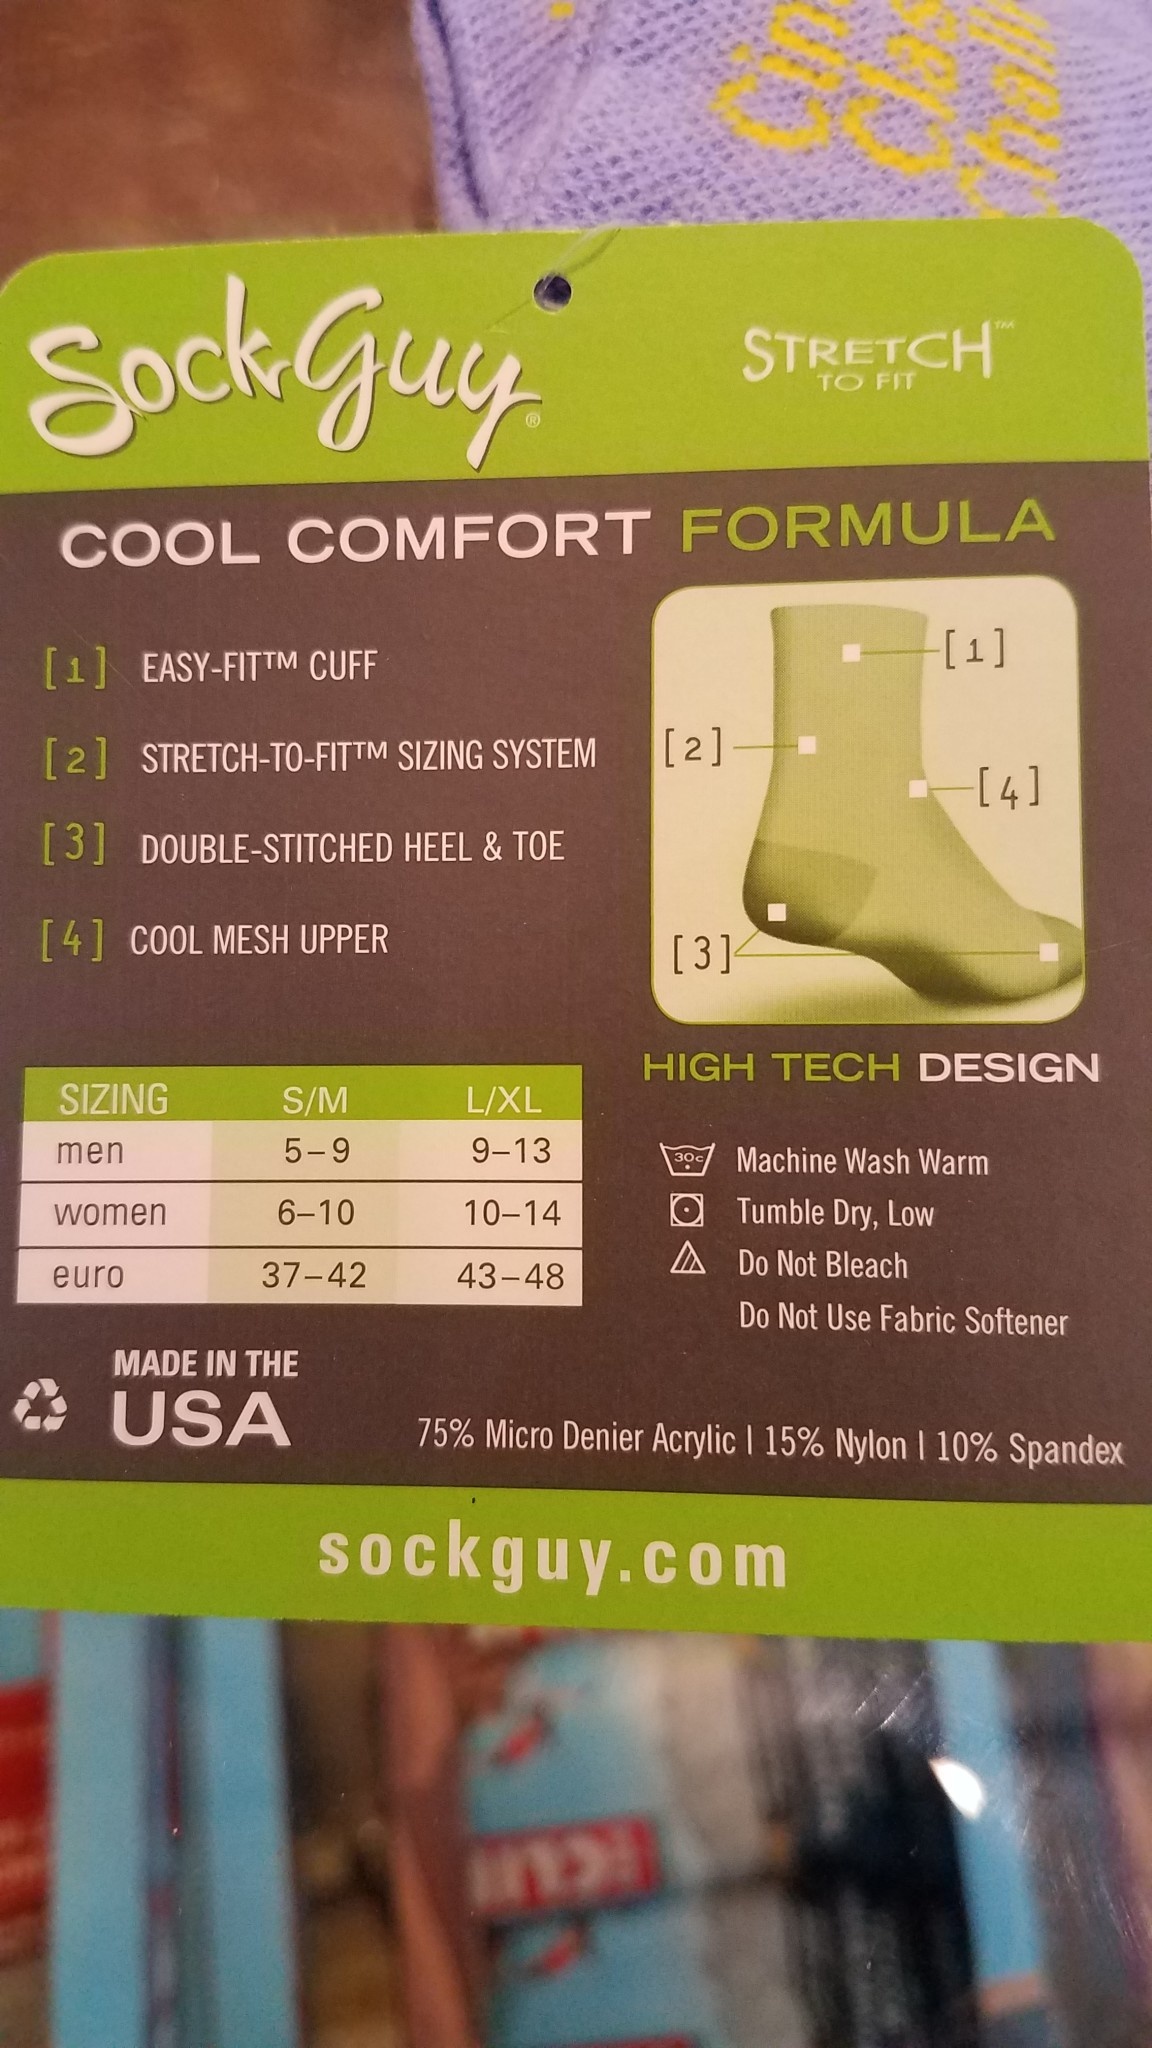 SockGuy®
STRETCH™
TO FIT
COOL COMFORT FORMULA
[1] EASY-FIT™ CUFF
[2] STRETCH-TO-FIT™ SIZING SYSTEM
[3] DOUBLE-STITCHED HEEL & TOE
[4] COOL MESH UPPER
[1]
[2]
[4]
[3]
HIGH TECH DESIGN
SIZING S/M L/XL
men 5–9 9–13
women 6–10 10–14
euro 37–42 43–48
30c Machine Wash Warm
Tumble Dry, Low
Do Not Bleach
Do Not Use Fabric Softener
MADE IN THE
USA
75% Micro Denier Acrylic | 15% Nylon | 10% Spandex
sockguy.com